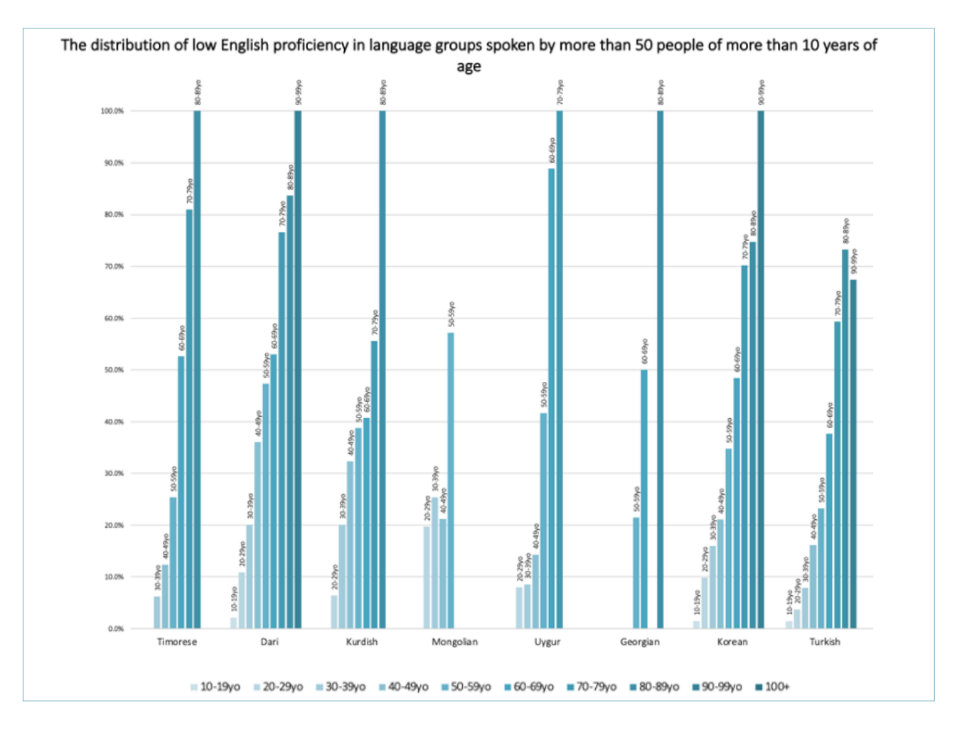 The distribution of low English proficiency in language groups spoken by more than 50 people of more than 10 years of
age
100.0%
90.0%
80.0%
70.0%
60.0%
50.0%
40.0%
30.0%
20.0%
10.0%
0.0%
30-39yo
40-49yo
50-59yo
60-69yo
70-79yo
80-89yo
10-19yo
20-29yo
30-39yo
40-49yo
50-59yo
60-69yo
70-79yo
80-89yo
90-99yo
20-29yo
30-39yo
40-49yo
50-59yo
60-69yo
70-79yo
80-89yo
20-29yo
30-39yo
40-49yo
50-59yo
20-29yo
30-39yo
40-49yo
50-59yo
60-69yo
70-79yo
50-59yo
60-69yo
80-89yo
10-19yo
20-29yo
30-39yo
40-49yo
50-59yo
60-69yo
70-79yo
80-89yo
90-99yo
10-19yo
20-29yo
30-39yo
40-49yo
50-59yo
60-69yo
70-79yo
80-89yo
90-99yo
Timorese Dari Kurdish Mongolian Uygur Georgian Korean Turkish
10-19yo 20-29yo 30-39yo 40-49yo 50-59yo 60-69yo 70-79yo 80-89yo 90-99yo 100+